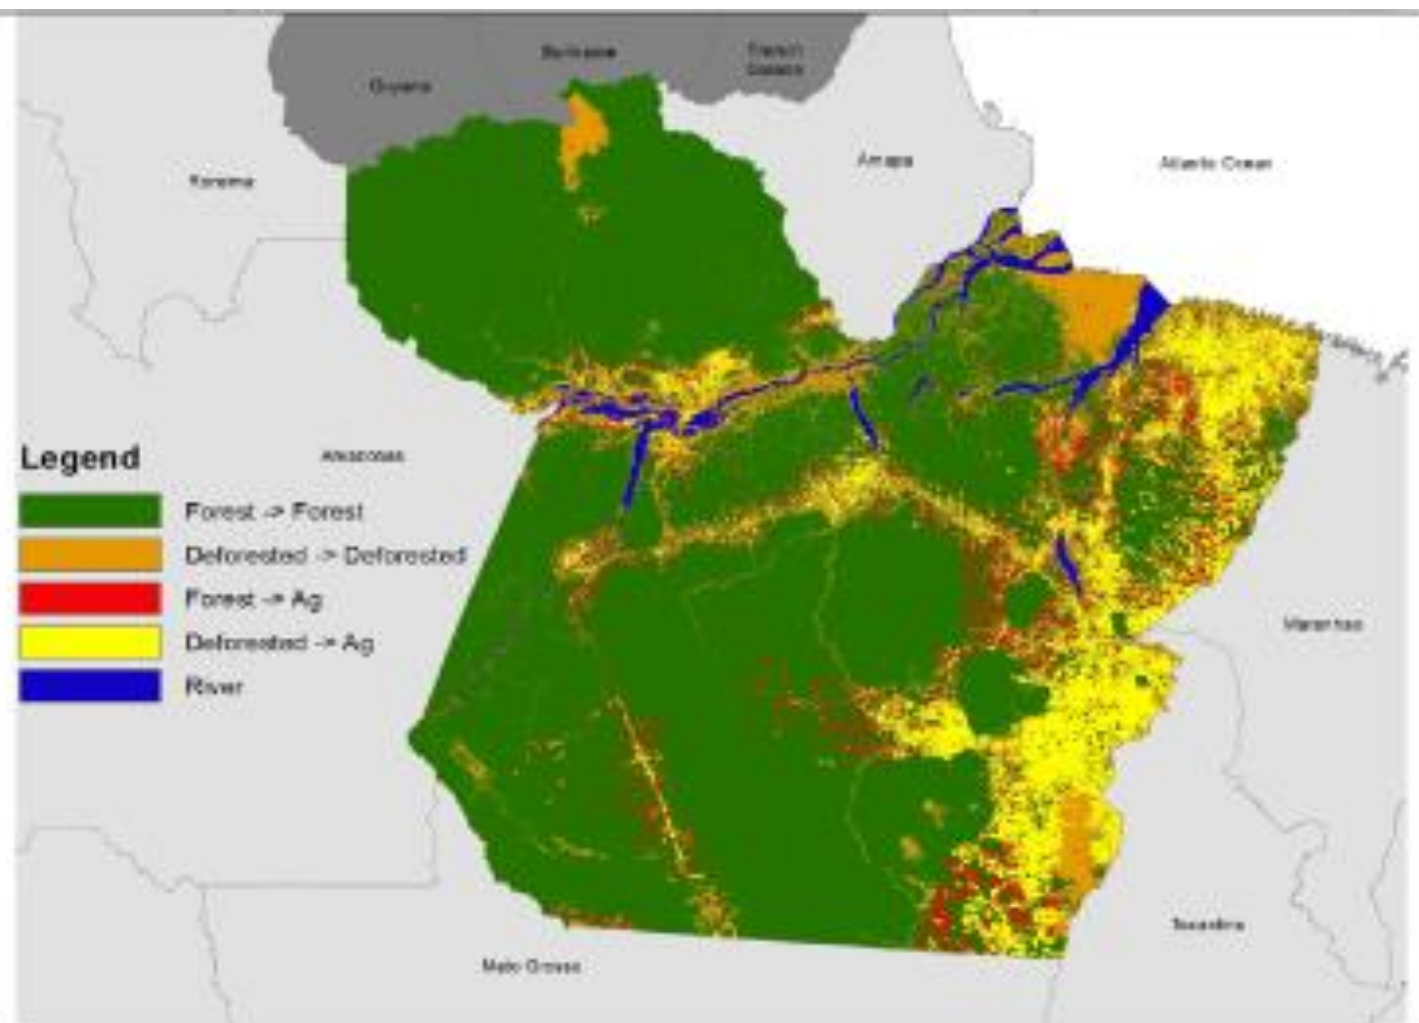 Suriname
French
Guiana
Guyana
Amapa
Atlantic Ocean
Roraima
Legend
Amazonas
Forest -> Forest
Deforested -> Deforested
Forest -> Ag
Deforested -> Ag
River
Maranhao
Tocantins
Mato Grosso